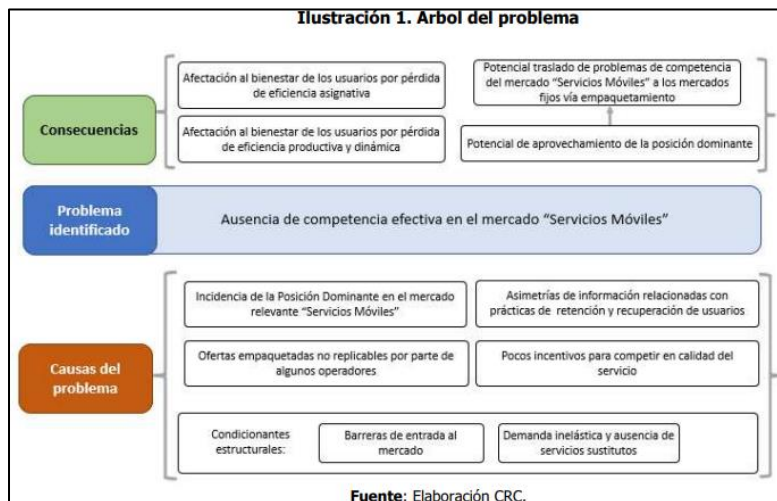 Ilustración 1. Arbol del problema
Consecuencias
Afectación al bienestar de los usuarios por pérdida
de eficiencia asignativa
Potencial traslado de problemas de competencia
del mercado “Servicios Móviles” a los mercados
fijos vía empaquetamiento
Afectación al bienestar de los usuarios por pérdida
de eficiencia productiva y dinámica
Potencial de aprovechamiento de la posición dominante
Problema
identificado
Ausencia de competencia efectiva en el mercado “Servicios Móviles”
Causas del
problema
Incidencia de la Posición Dominante en el mercado
relevante “Servicios Móviles”
Asimetrías de información relacionadas con
prácticas de retención y recuperación de usuarios
Ofertas empaquetadas no replicables por parte de
algunos operadores
Pocos incentivos para competir en calidad del
servicio
Condicionantes
estructurales:
Barreras de entrada al
mercado
Demanda inelástica y ausencia de
servicios sustitutos
Fuente: Elaboración CRC.